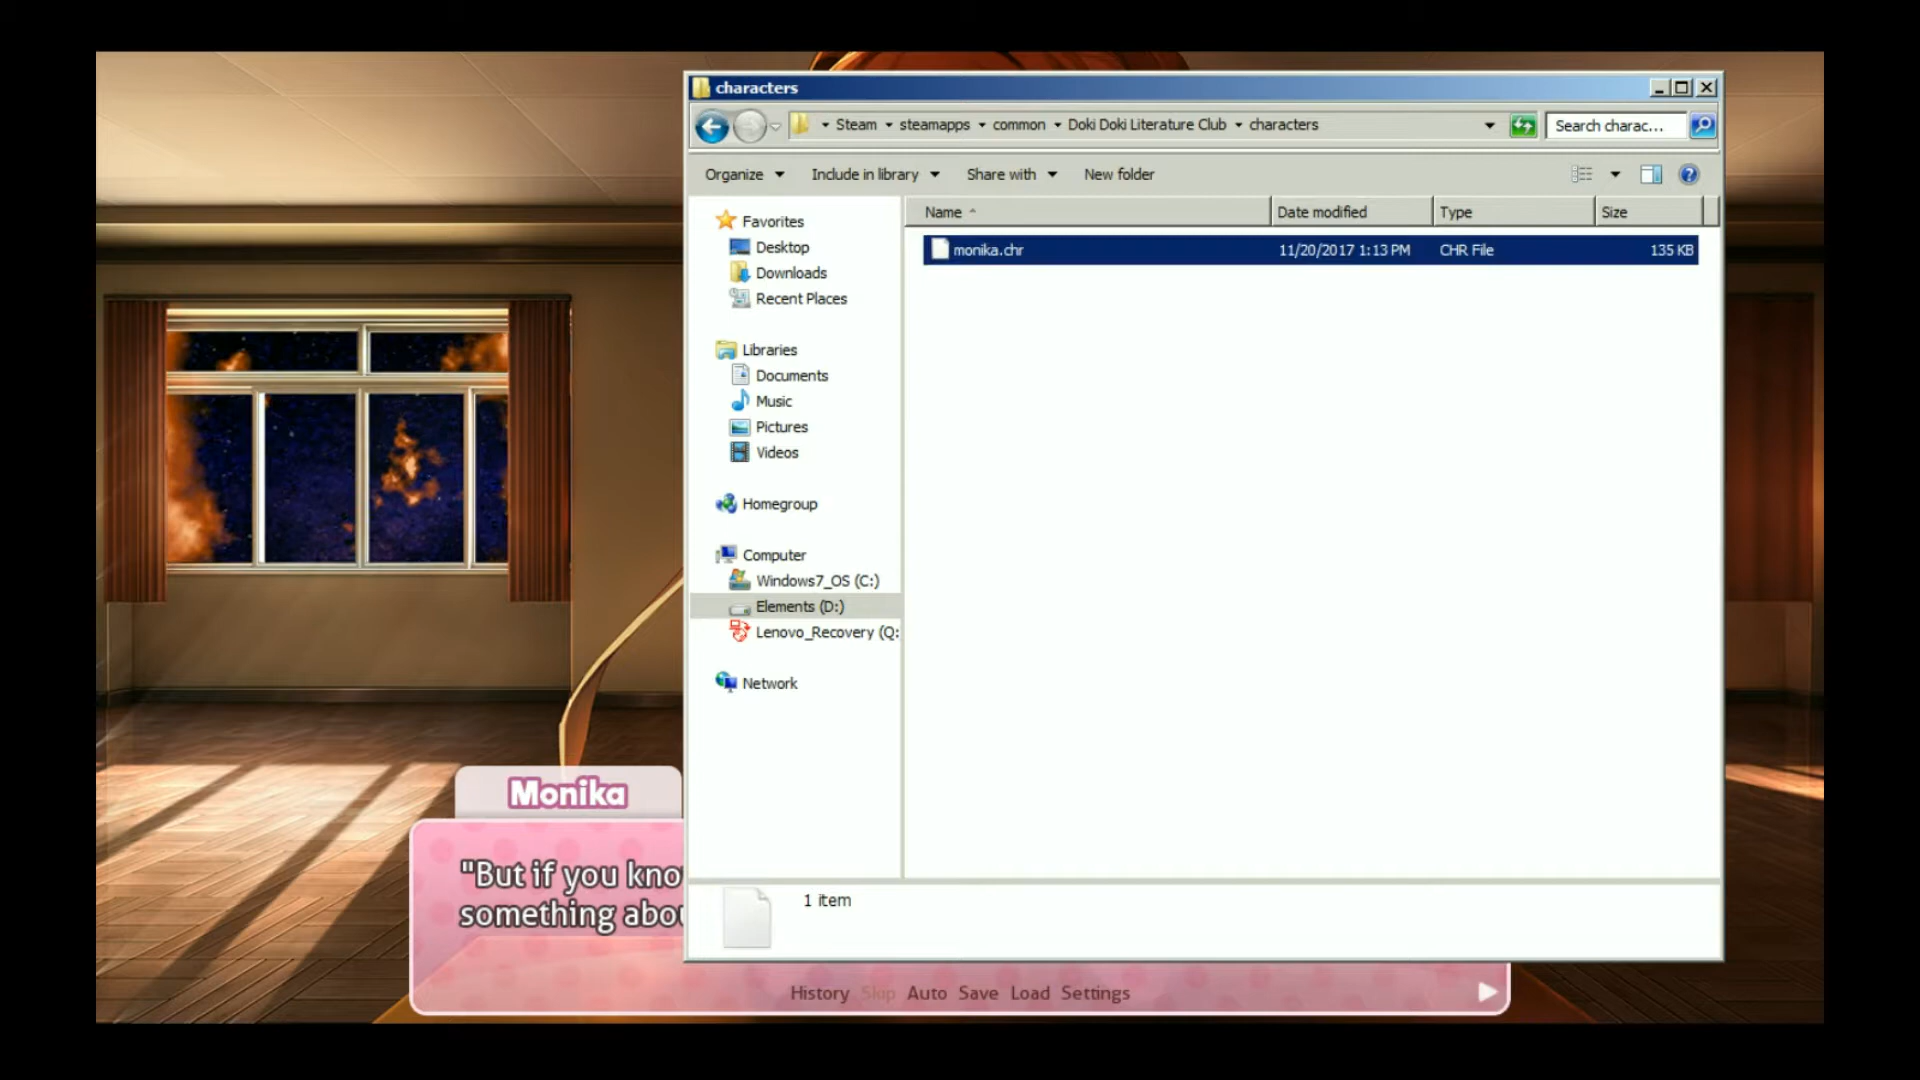 characters
Steam steamapps common Doki Doki Literature Club characters
Search charac...
Organize Include in library Share with New folder
Name Date modified Type Size
monika.chr 11/20/2017 1:13 PM CHR File 135 KB
Favorites
Desktop
Downloads
Recent Places
Libraries
Documents
Music
Pictures
Videos
Homegroup
Computer
Windows7_OS (C:)
Elements (D:)
Lenovo_Recovery (Q:
Network
1 item
Monika
"But if you kno
something abou
History Skip Auto Save Load Settings